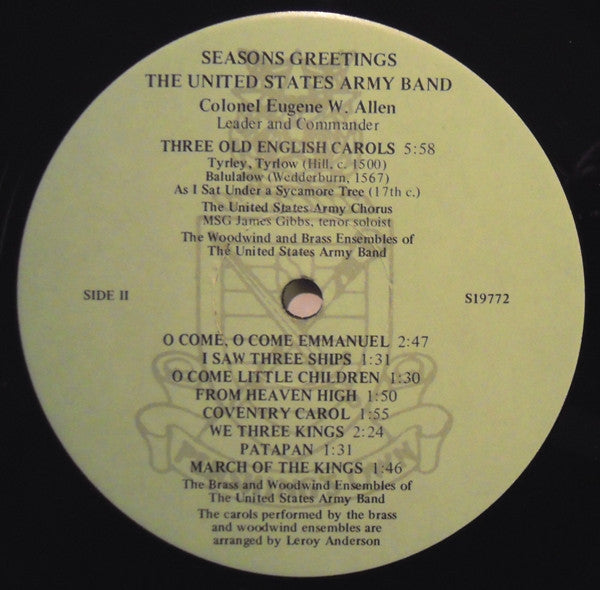 SEASONS GREETINGS
THE UNITED STATES ARMY BAND
Colonel Eugene W. Allen
Leader and Commander
THREE OLD ENGLISH CAROLS 5:58
Tyrley, Tyrlow (Hill, c. 1500)
Balulalow (Wedderburn, 1567)
As I Sat Under a Sycamore Tree (17th c.)
The United States Army Chorus
MSG James Gibbs, tenor soloist
The Woodwind and Brass Ensembles of
The United States Army Band
SIDE II
S19772
O COME, O COME EMMANUEL 2:47
I SAW THREE SHIPS 1:31
O COME LITTLE CHILDREN 1:30
FROM HEAVEN HIGH 1:50
COVENTRY CAROL 1:55
WE THREE KINGS 2:24
PATAPAN 1:31
MARCH OF THE KINGS 1:46
The Brass and Woodwind Ensembles of
The United States Army Band
The carols performed by the brass
and woodwind ensembles are
arranged by Leroy Anderson